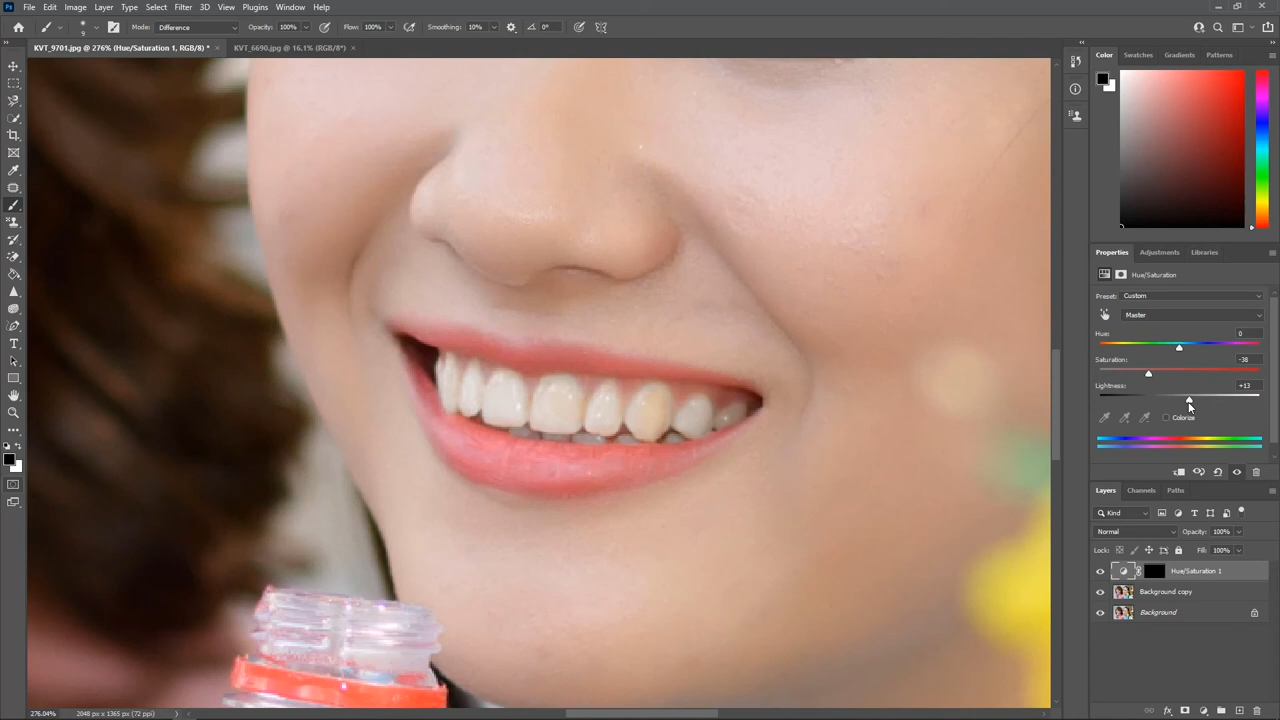 Ps File Edit Image Layer Type Select Filter 3D View Plugins Window Help
9 Mode: Difference Opacity: 100% Flow: 100% Smoothing: 10% 0°
KVT_9701.jpg @ 276% (Hue/Saturation 1, RGB/8) * × KVT_6690.jpg @ 16.1% (RGB/8*) ×
Color Swatches Gradients Patterns
Properties Adjustments Libraries
Hue/Saturation
Preset: Custom
Master
Hue: 0
Saturation: -38
Lightness: +13
Colorize
Layers Channels Paths
Kind
Normal Opacity: 100%
Lock: Fill: 100%
Hue/Saturation 1
Background copy
Background
276.04% 2048 px x 1365 px (72 ppi)